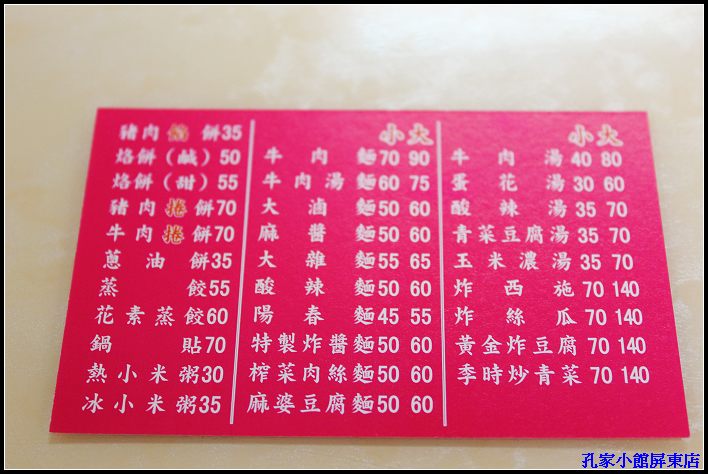 豬肉餡餅35
烙餅（鹹）50
烙餅（甜）55
豬肉捲餅70
牛肉捲餅70
蔥油餅35
蒸餃55
花素蒸餃60
鍋貼70
熱小米粥30
冰小米粥35
小 大
牛肉麵70 90
牛肉湯麵60 75
大滷麵50 60
麻醬麵50 60
大雜麵55 65
酸辣麵50 60
陽春麵45 55
特製炸醬麵50 60
榨菜肉絲麵50 60
麻婆豆腐麵50 60
小 大
牛肉湯40 80
蛋花湯30 60
酸辣湯35 70
青菜豆腐湯35 70
玉米濃湯35 70
炸西施70 140
炸絲瓜70 140
黃金炸豆腐70 140
季時炒青菜70 140
孔家小館屏東店